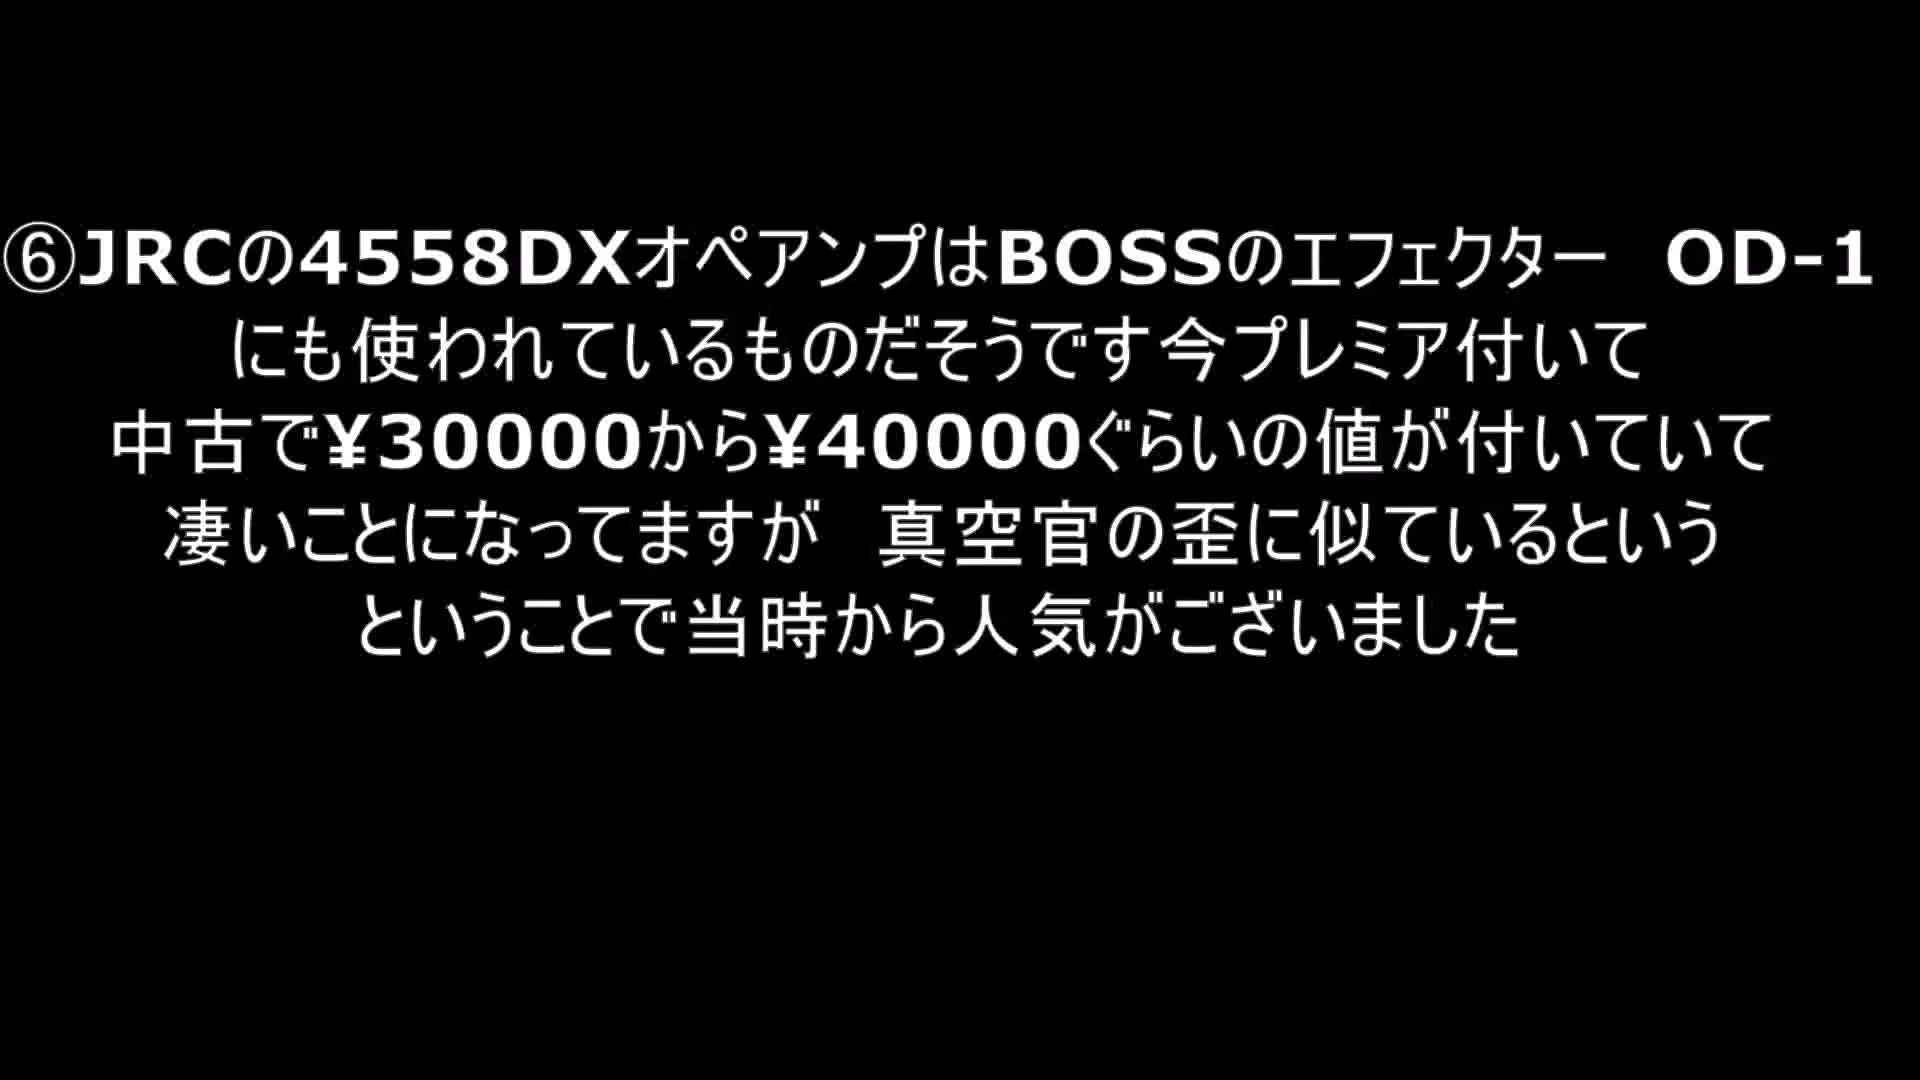 ⑥JRCの4558DXオペアンプはBOSSのエフェクター　OD-1
にも使われているものだそうです今プレミア付いて
中古で¥30000から¥40000ぐらいの値が付いていて
凄いことになってますが　真空官の歪に似ているという
ということで当時から人気がございました